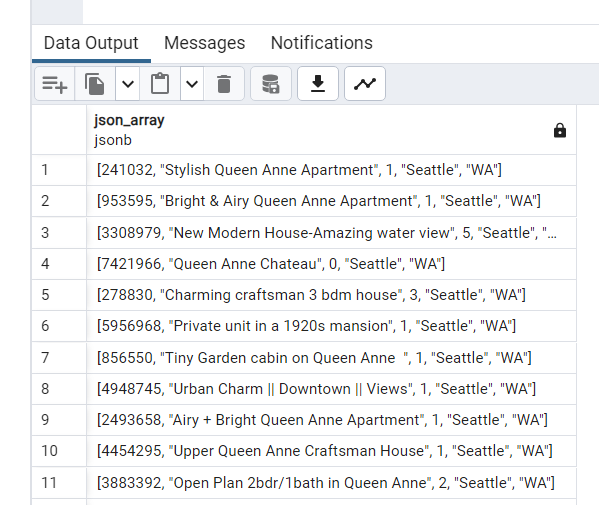 Data Output Messages Notifications
json_array
jsonb
1 [241032, "Stylish Queen Anne Apartment", 1, "Seattle", "WA"]
2 [953595, "Bright & Airy Queen Anne Apartment", 1, "Seattle", "WA"]
3 [3308979, "New Modern House-Amazing water view", 5, "Seattle", "...
4 [7421966, "Queen Anne Chateau", 0, "Seattle", "WA"]
5 [278830, "Charming craftsman 3 bdm house", 3, "Seattle", "WA"]
6 [5956968, "Private unit in a 1920s mansion", 1, "Seattle", "WA"]
7 [856550, "Tiny Garden cabin on Queen Anne  ", 1, "Seattle", "WA"]
8 [4948745, "Urban Charm || Downtown || Views", 1, "Seattle", "WA"]
9 [2493658, "Airy + Bright Queen Anne Apartment", 1, "Seattle", "WA"]
10 [4454295, "Upper Queen Anne Craftsman House", 1, "Seattle", "WA"]
11 [3883392, "Open Plan 2bdr/1bath in Queen Anne", 2, "Seattle", "WA"]